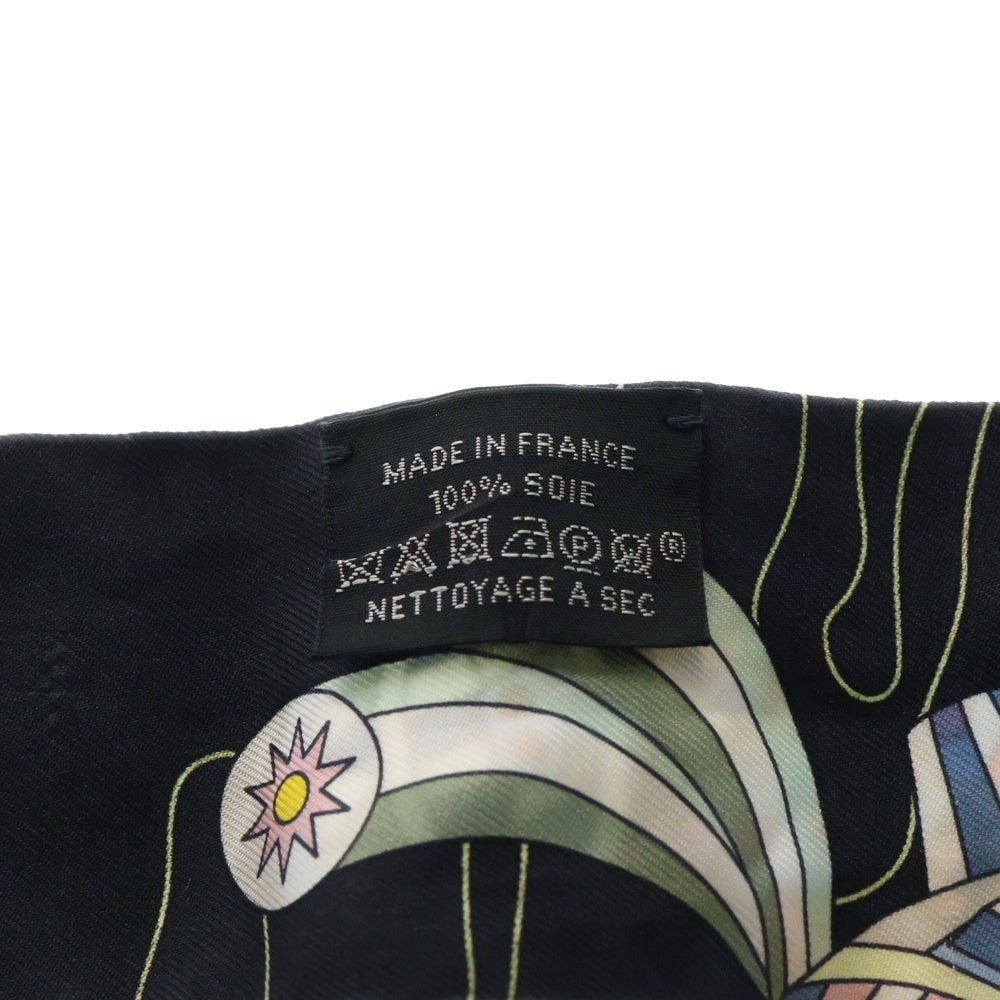 MADE IN FRANCE
100% SOIE
P W ®
NETTOYAGE A SEC